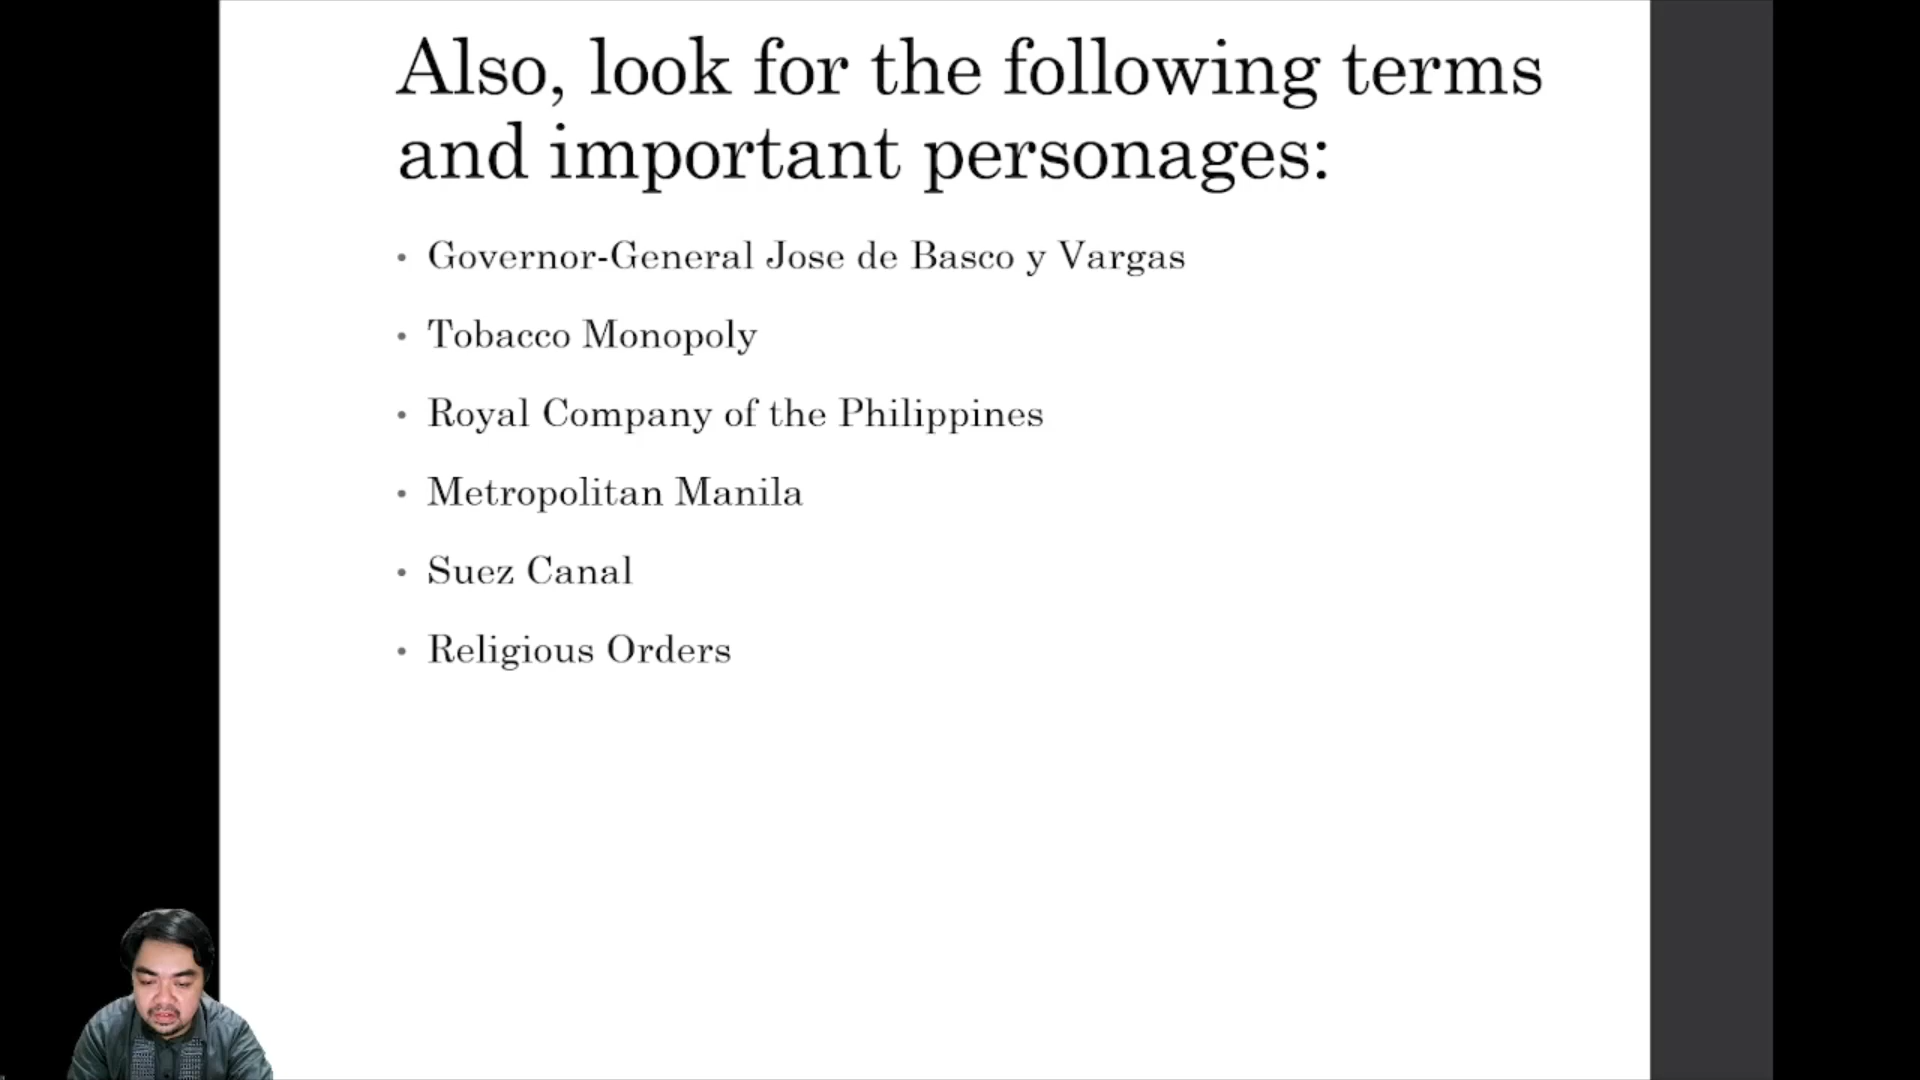 Also, look for the following terms
and important personages:
• Governor-General Jose de Basco y Vargas
• Tobacco Monopoly
• Royal Company of the Philippines
• Metropolitan Manila
• Suez Canal
• Religious Orders